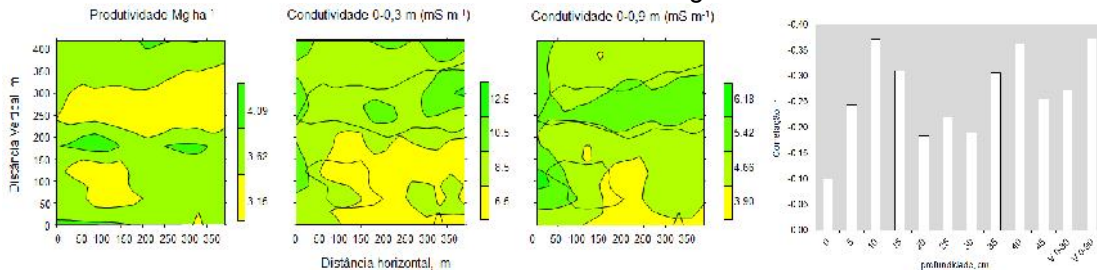 Produtividade Mg ha⁻¹
Condutividade 0-0,3 m (mS m⁻¹)
Condutividade 0-0,9 m (mS m⁻¹)
Distância Vertical, m
400
350
300
250
200
150
100
50
0
0 50 100 150 200 250 300 350
4.09
3.62
3.16
0 50 100 150 200 250 300 350
12.6
10.5
8.5
6.5
0 50 100 150 200 250 300 350
6.18
5.42
4.66
3.90
Distância horizontal, m
Correlação
-0.40
-0.35
-0.30
-0.25
-0.20
-0.15
-0.10
-0.05
0.00
0 5 10 15 20 25 30 35 40 45 V 0-30 V 0-90
profundidade, cm